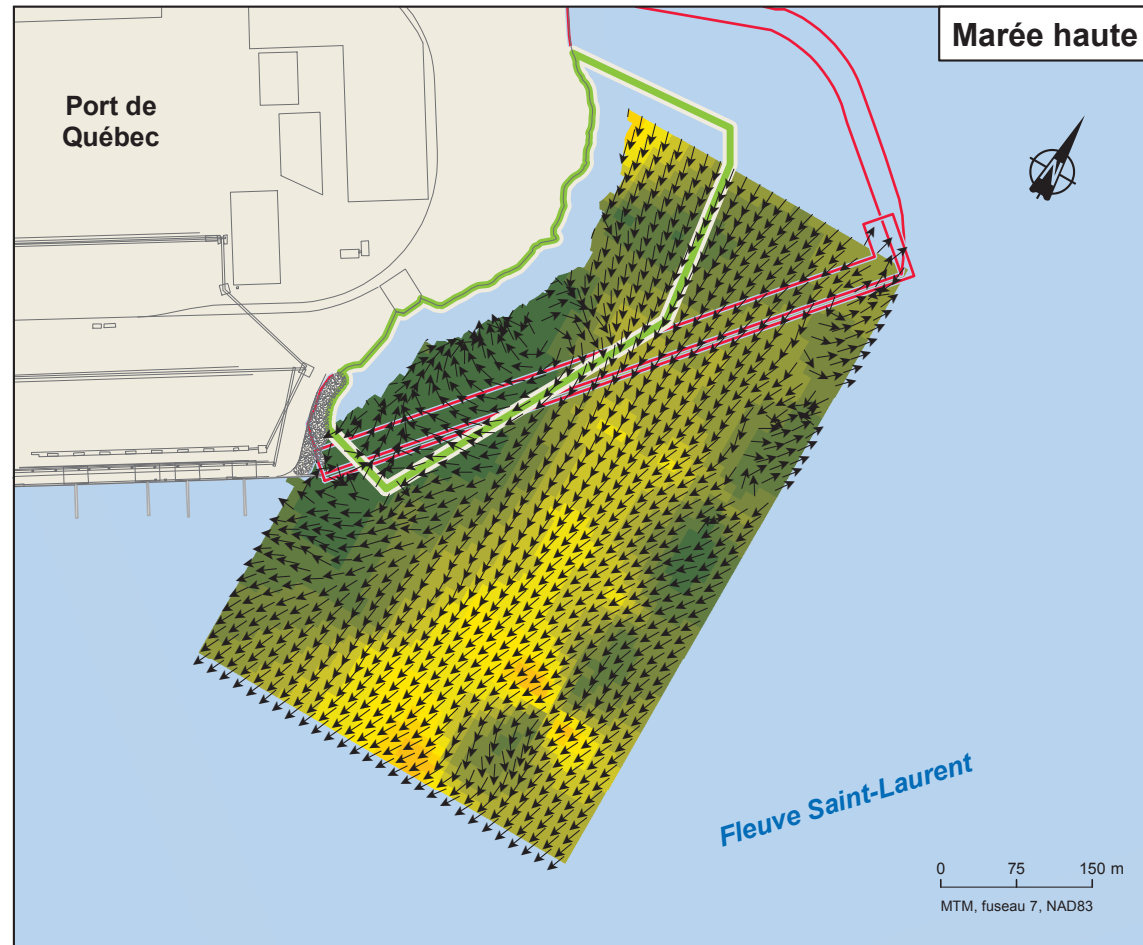 Marée haute
Port de
Québec
N
Fleuve Saint-Laurent
0 75 150 m
MTM, fuseau 7, NAD83